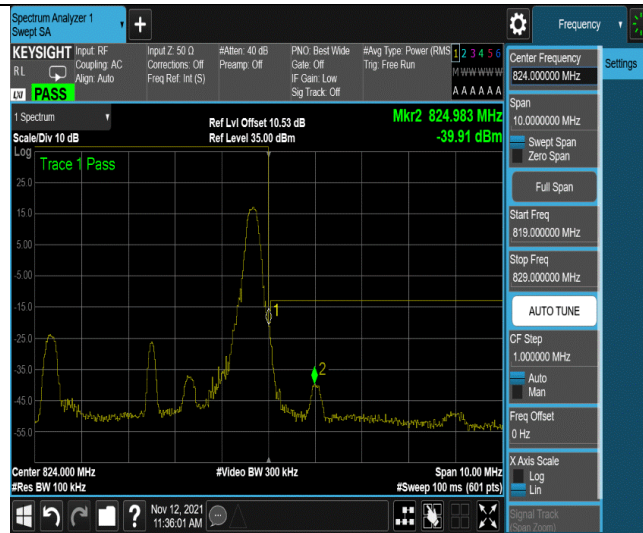 Spectrum Analyzer 1
Swept SA
+
Frequency
KEYSIGHT
RL
LXI PASS
Input: RF
Coupling: AC
Align: Auto
Input Z: 50 Ω
Corrections: Off
Freq Ref: Int (S)
#Atten: 40 dB
Preamp: Off
PNO: Best Wide
Gate: Off
IF Gain: Low
Sig Track: Off
#Avg Type: Power (RMS
Trig: Free Run
1 2 3 4 5 6
M W W W W W
A A A A A A
1 Spectrum
Scale/Div 10 dB
Ref Lvl Offset 10.53 dB
Ref Level 35.00 dBm
Mkr2 824.983 MHz
-39.91 dBm
Log
Trace 1 Pass
25.0
15.0
5.00
-5.00
-15.0
-25.0
-35.0
-45.0
-55.0
1
2
Center 824.000 MHz
#Res BW 100 kHz
#Video BW 300 kHz
Span 10.00 MHz
#Sweep 100 ms (601 pts)
?
Nov 12, 2021
11:36:01 AM
Center Frequency
824.000000 MHz
Span
10.0000000 MHz
Swept Span
Zero Span
Full Span
Start Freq
819.000000 MHz
Stop Freq
829.000000 MHz
AUTO TUNE
CF Step
1.000000 MHz
Auto
Man
Freq Offset
0 Hz
X Axis Scale
Log
Lin
Signal Track
(Span Zoom)
Settings